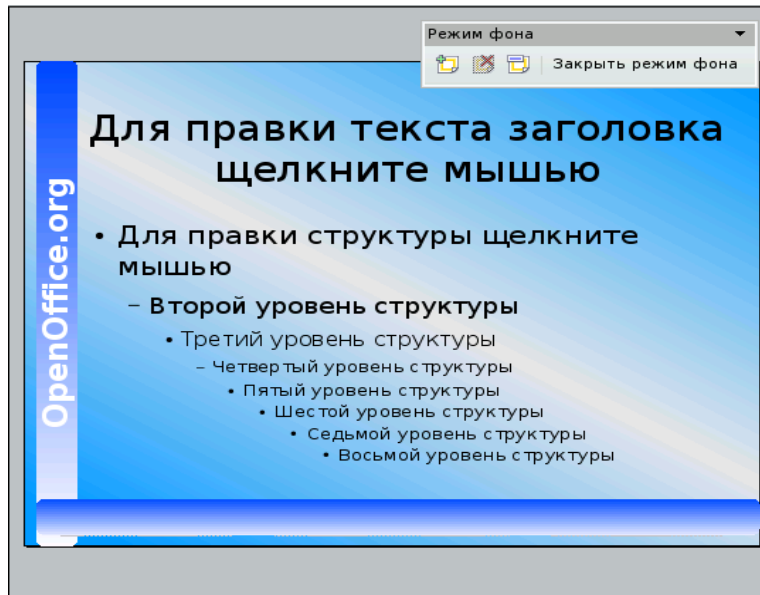 Режим фона
Закрыть режим фона
Для правки текста заголовка
щелкните мышью
OpenOffice.org
• Для правки структуры щелкните
мышью
– Второй уровень структуры
• Третий уровень структуры
– Четвертый уровень структуры
• Пятый уровень структуры
• Шестой уровень структуры
• Седьмой уровень структуры
• Восьмой уровень структуры